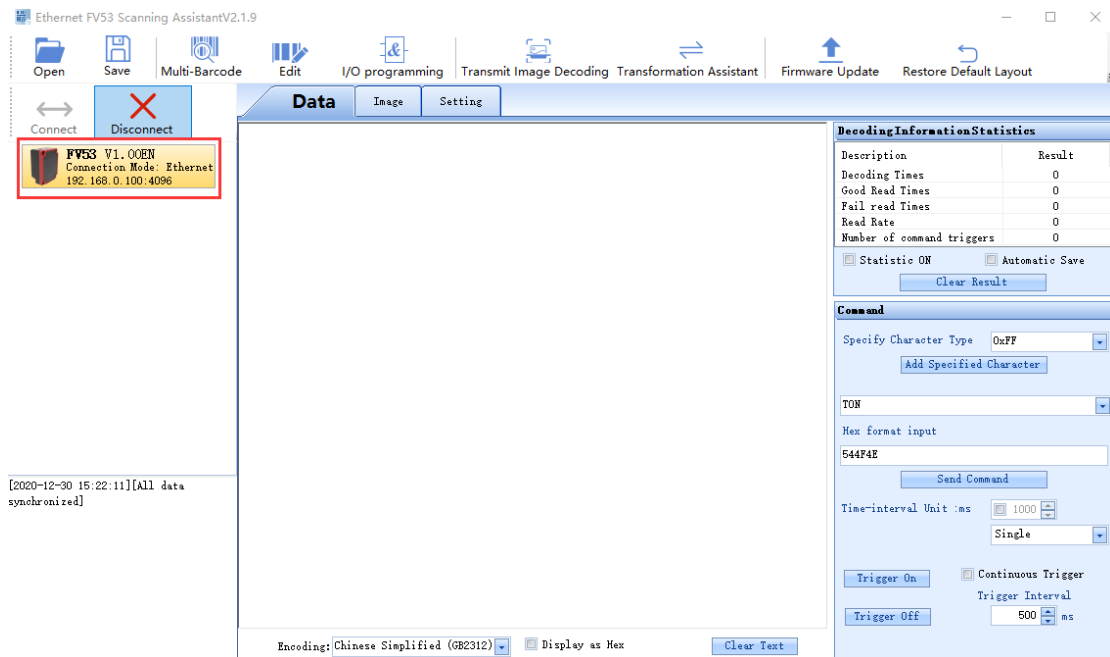 Ethernet FV53 Scanning AssistantV2.1.9
Open
Save
Multi-Barcode
Edit
I/O programming
Transmit Image Decoding
Transformation Assistant
Firmware Update
Restore Default Layout
Connect
Disconnect
Data
Image
Setting
FV53 V1.00EN
Connection Mode: Ethernet
192.168.0.100:4096
[2020-12-30 15:22:11][All data
synchronized]
DecodingInformationStatistics
Description Result
Decoding Times 0
Good Read Times 0
Fail read Times 0
Read Rate 0
Number of command triggers 0
Statistic ON
Automatic Save
Clear Result
Command
Specify Character Type 0xFF
Add Specified Character
TON
Hex format input
544F4E
Send Command
Time-interval Unit :ms 1000
Single
Trigger On
Continuous Trigger
Trigger Interval
Trigger Off
500 ms
Encoding: Chinese Simplified (GB2312)
Display as Hex
Clear Text